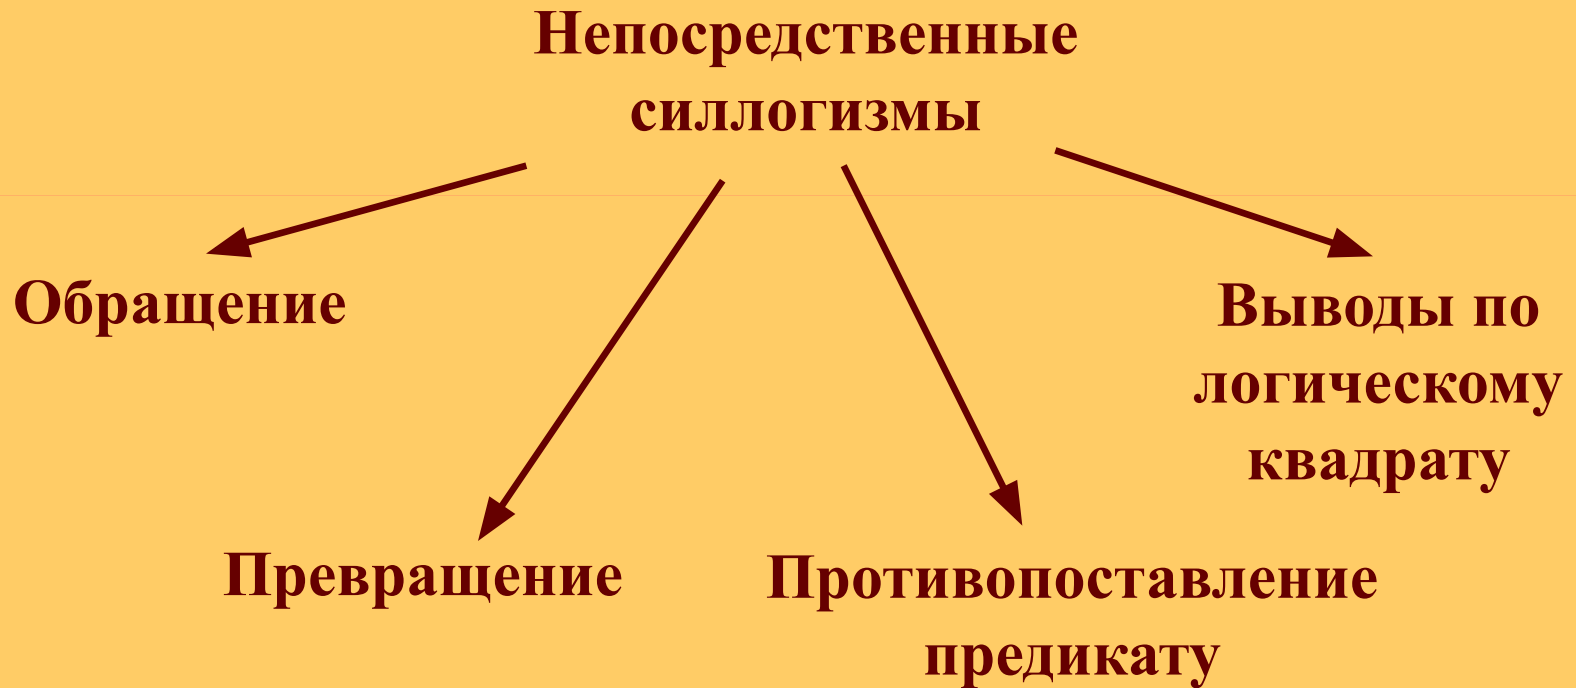 Непосредственные
силлогизмы
Обращение
Выводы по
логическому
квадрату
Превращение
Противопоставление
предикату